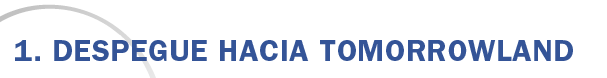 1. DESPEGUE HACIA TOMORROWLAND